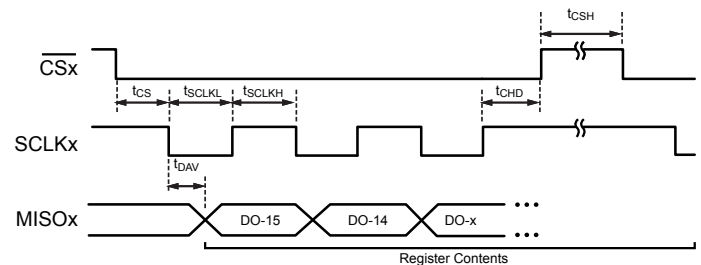 tCSH
CSx
tCS tSCLKL tSCLKH tCHD
SCLKx
tDAV
MISOx DO-15 DO-14 DO-x •••
Register Contents